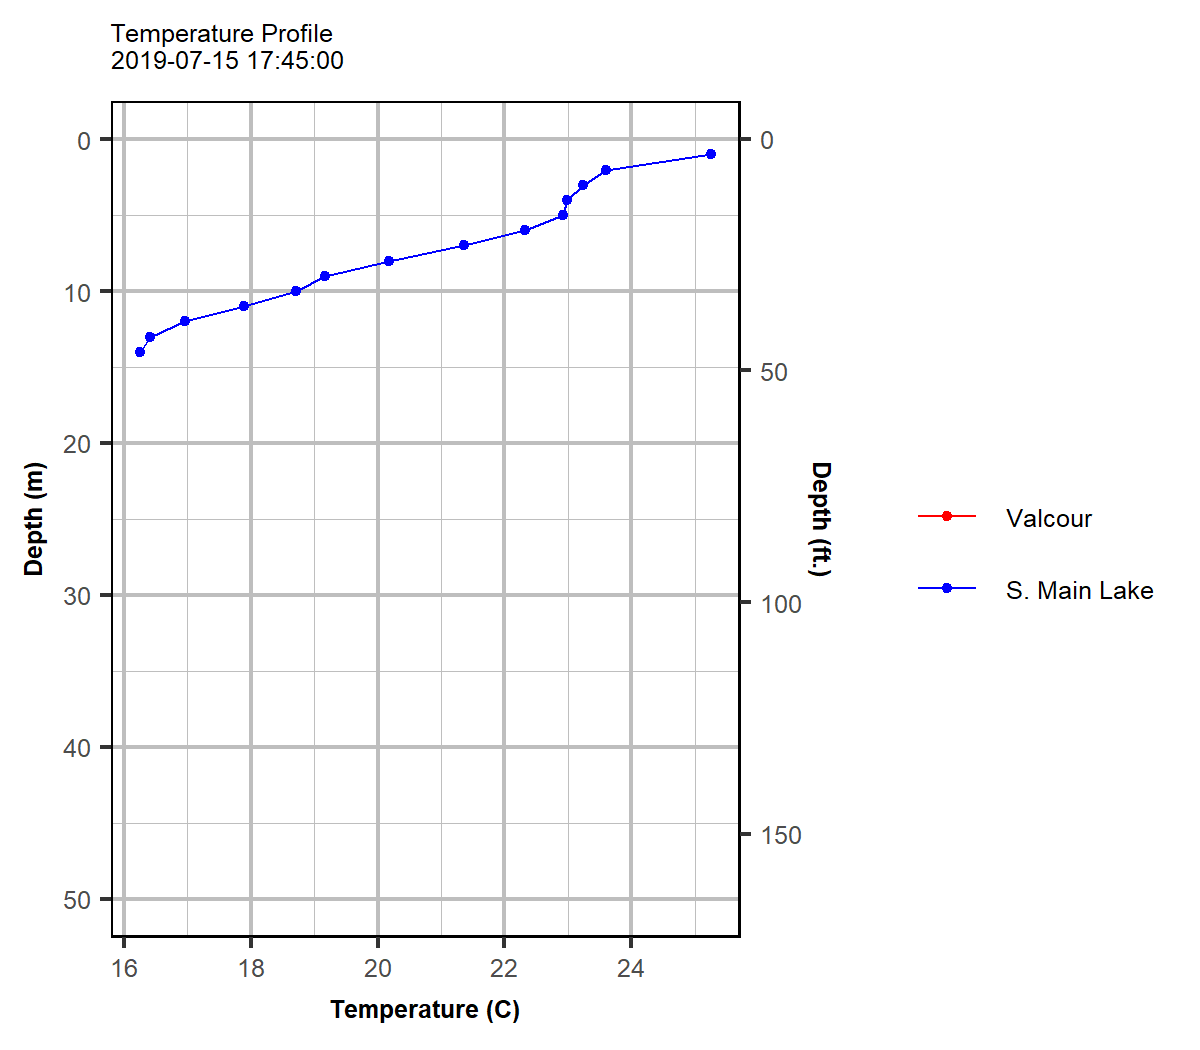 Temperature Profile
2019-07-15 17:45:00
0
10
20
30
40
50
Depth (m)
0
50
100
150
Depth (ft.)
16 18 20 22 24
Temperature (C)
Valcour
S. Main Lake